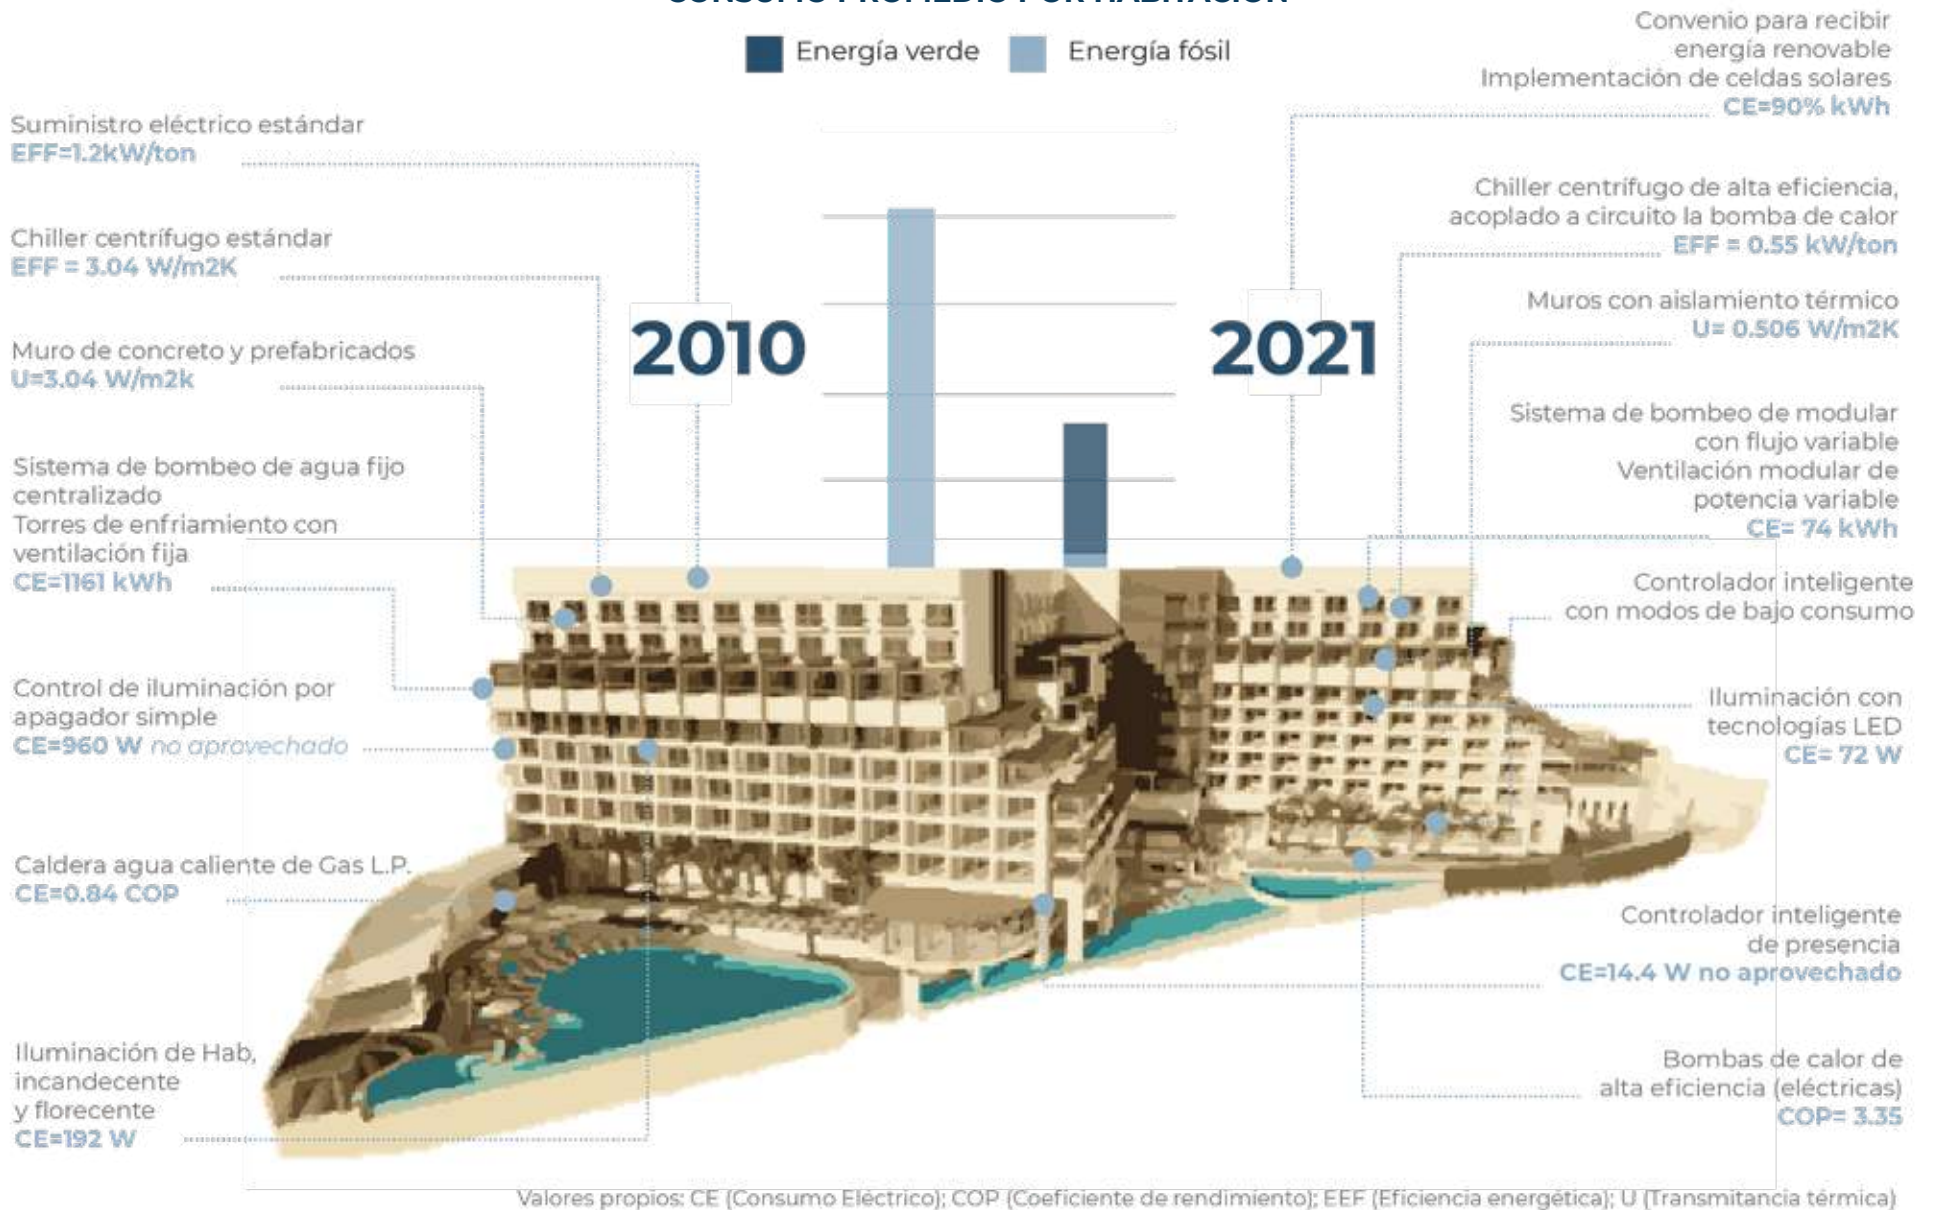 CONSUMO PROMEDIO POR HABITACIÓN
Energía verde
Energía fósil
Suministro eléctrico estándar
EFF=1.2kW/ton
Chiller centrífugo estándar
EFF = 3.04 W/m2K
Muro de concreto y prefabricados
U=3.04 W/m2k
Sistema de bombeo de agua fijo
centralizado
Torres de enfriamiento con
ventilación fija
CE=1161 kWh
Control de iluminación por
apagador simple
CE=960 W no aprovechado
Caldera agua caliente de Gas L.P.
CE=0.84 COP
Iluminación de Hab,
incandecente
y florecente
CE=192 W
2010
2021
Convenio para recibir
energía renovable
Implementación de celdas solares
CE=90% kWh
Chiller centrífugo de alta eficiencia,
acoplado a circuito la bomba de calor
EFF = 0.55 kW/ton
Muros con aislamiento térmico
U= 0.506 W/m2K
Sistema de bombeo de modular
con flujo variable
Ventilación modular de
potencia variable
CE= 74 kWh
Controlador inteligente
con modos de bajo consumo
Iluminación con
tecnologías LED
CE= 72 W
Controlador inteligente
de presencia
CE=14.4 W no aprovechado
Bombas de calor de
alta eficiencia (eléctricas)
COP= 3.35
Valores propios: CE (Consumo Eléctrico); COP (Coeficiente de rendimiento); EEF (Eficiencia energética); U (Transmitancia térmica)